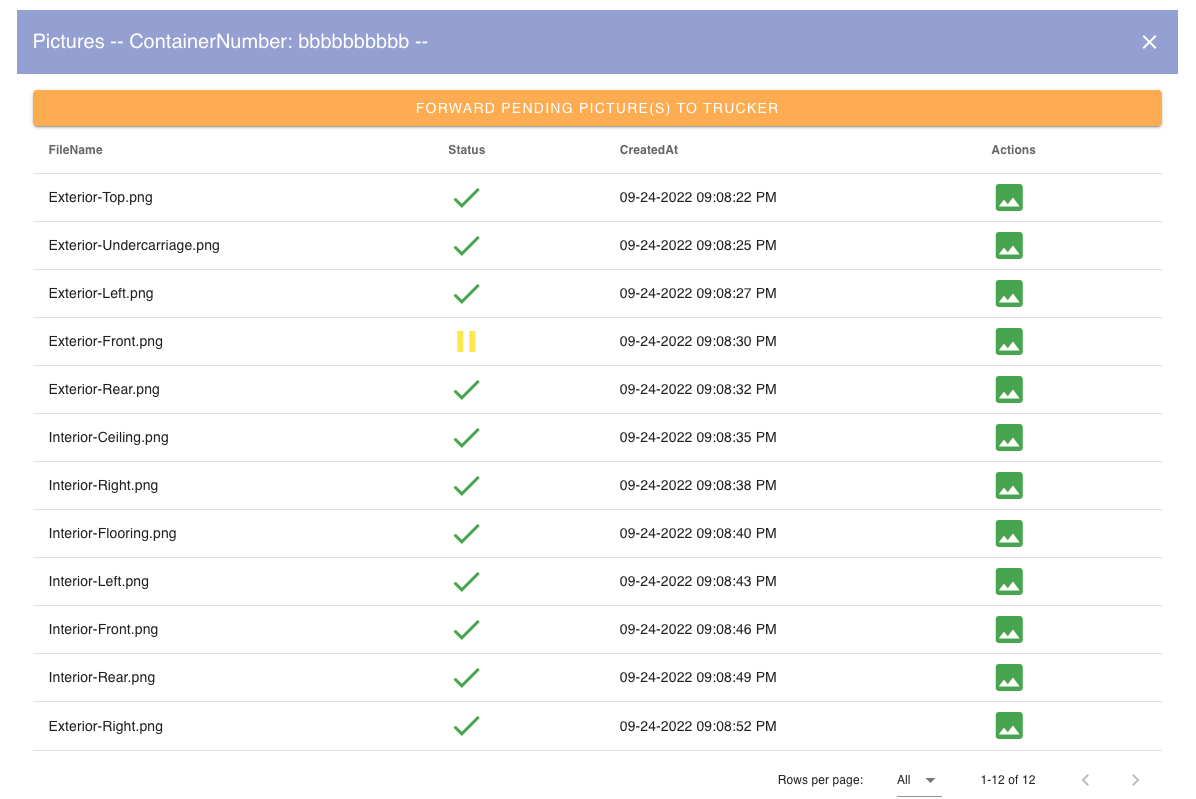 Pictures -- ContainerNumber: bbbbbbbbbb --
FORWARD PENDING PICTURE(S) TO TRUCKER
FileName Status CreatedAt Actions
Exterior-Top.png 09-24-2022 09:08:22 PM
Exterior-Undercarriage.png 09-24-2022 09:08:25 PM
Exterior-Left.png 09-24-2022 09:08:27 PM
Exterior-Front.png 09-24-2022 09:08:30 PM
Exterior-Rear.png 09-24-2022 09:08:32 PM
Interior-Ceiling.png 09-24-2022 09:08:35 PM
Interior-Right.png 09-24-2022 09:08:38 PM
Interior-Flooring.png 09-24-2022 09:08:40 PM
Interior-Left.png 09-24-2022 09:08:43 PM
Interior-Front.png 09-24-2022 09:08:46 PM
Interior-Rear.png 09-24-2022 09:08:49 PM
Exterior-Right.png 09-24-2022 09:08:52 PM
Rows per page: All 1-12 of 12